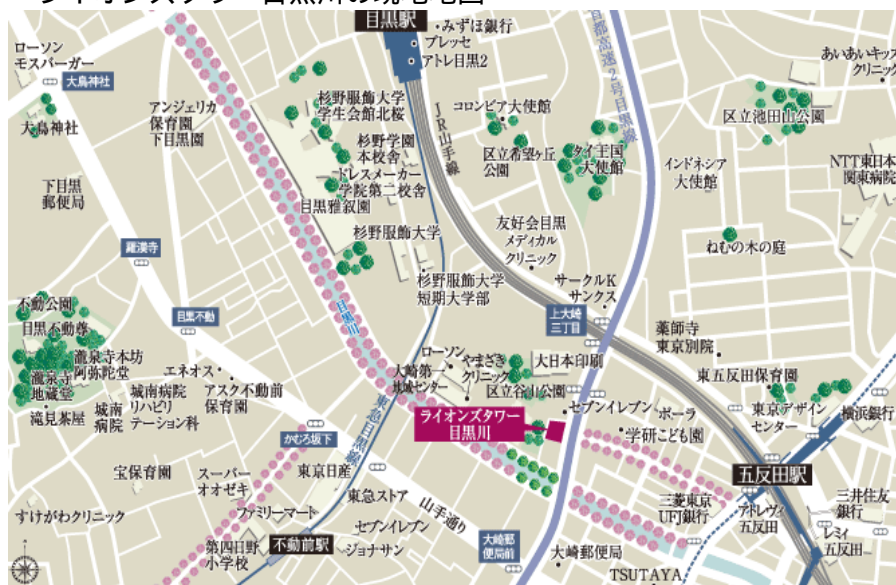 目黒駅
・みずほ銀行
プレッセ
アトレ目黒2
ローソン
モスバーガー
大鳥神社
大鳥神社
アンジェリカ
保育園
下目黒園
杉野服飾大学
学生会館北桜
杉野学園
本校舎
ドレスメーカー
学院第二校舎
目黒雅叙園
杉野服飾大学
杉野服飾大学
短期大学部
JR山手線
コロンビア大使館
区立希望ヶ丘
公園
タイ王国
大使館
首都高速2号目黒線
あいあいキッズ
クリニック
区立池田山公園
インドネシア
大使館
NTT東日本
関東病院
ねむの木の庭
友好会目黒
メディカル
クリニック
サークルK
サンクス
上大崎
三丁目
薬師寺
東京別院
東五反田保育園
東京デザイン
センター
横浜銀行
下目黒
郵便局
羅漢寺
目黒不動
不動公園
目黒不動尊
瀧泉寺本坊
阿弥陀堂
瀧泉寺
地蔵堂
滝見茶屋
エネオス
城南
病院
城南病院
リハビリ
テーション科
アスク不動前
保育園
目黒川
ローソン
大崎第一
地域センター
やまざき
クリニック
大日本印刷
区立谷山公園
セブンイレブン
ポーラ
学研こども園
ライオンズタワー
目黒川
東急目黒線
かむろ坂下
宝保育園
スーパー
オオゼキ
東京日産
東急ストア
山手通り
ファミリーマート
セブンイレブン
ジョナサン
すけがわクリニック
第四日野
小学校
不動前駅
大崎郵
便局前
大崎郵便局
TSUTAYA
三菱東京
UFJ銀行
五反田駅
アトレヴィ
五反田
三井住友
銀行
レミィ
五反田